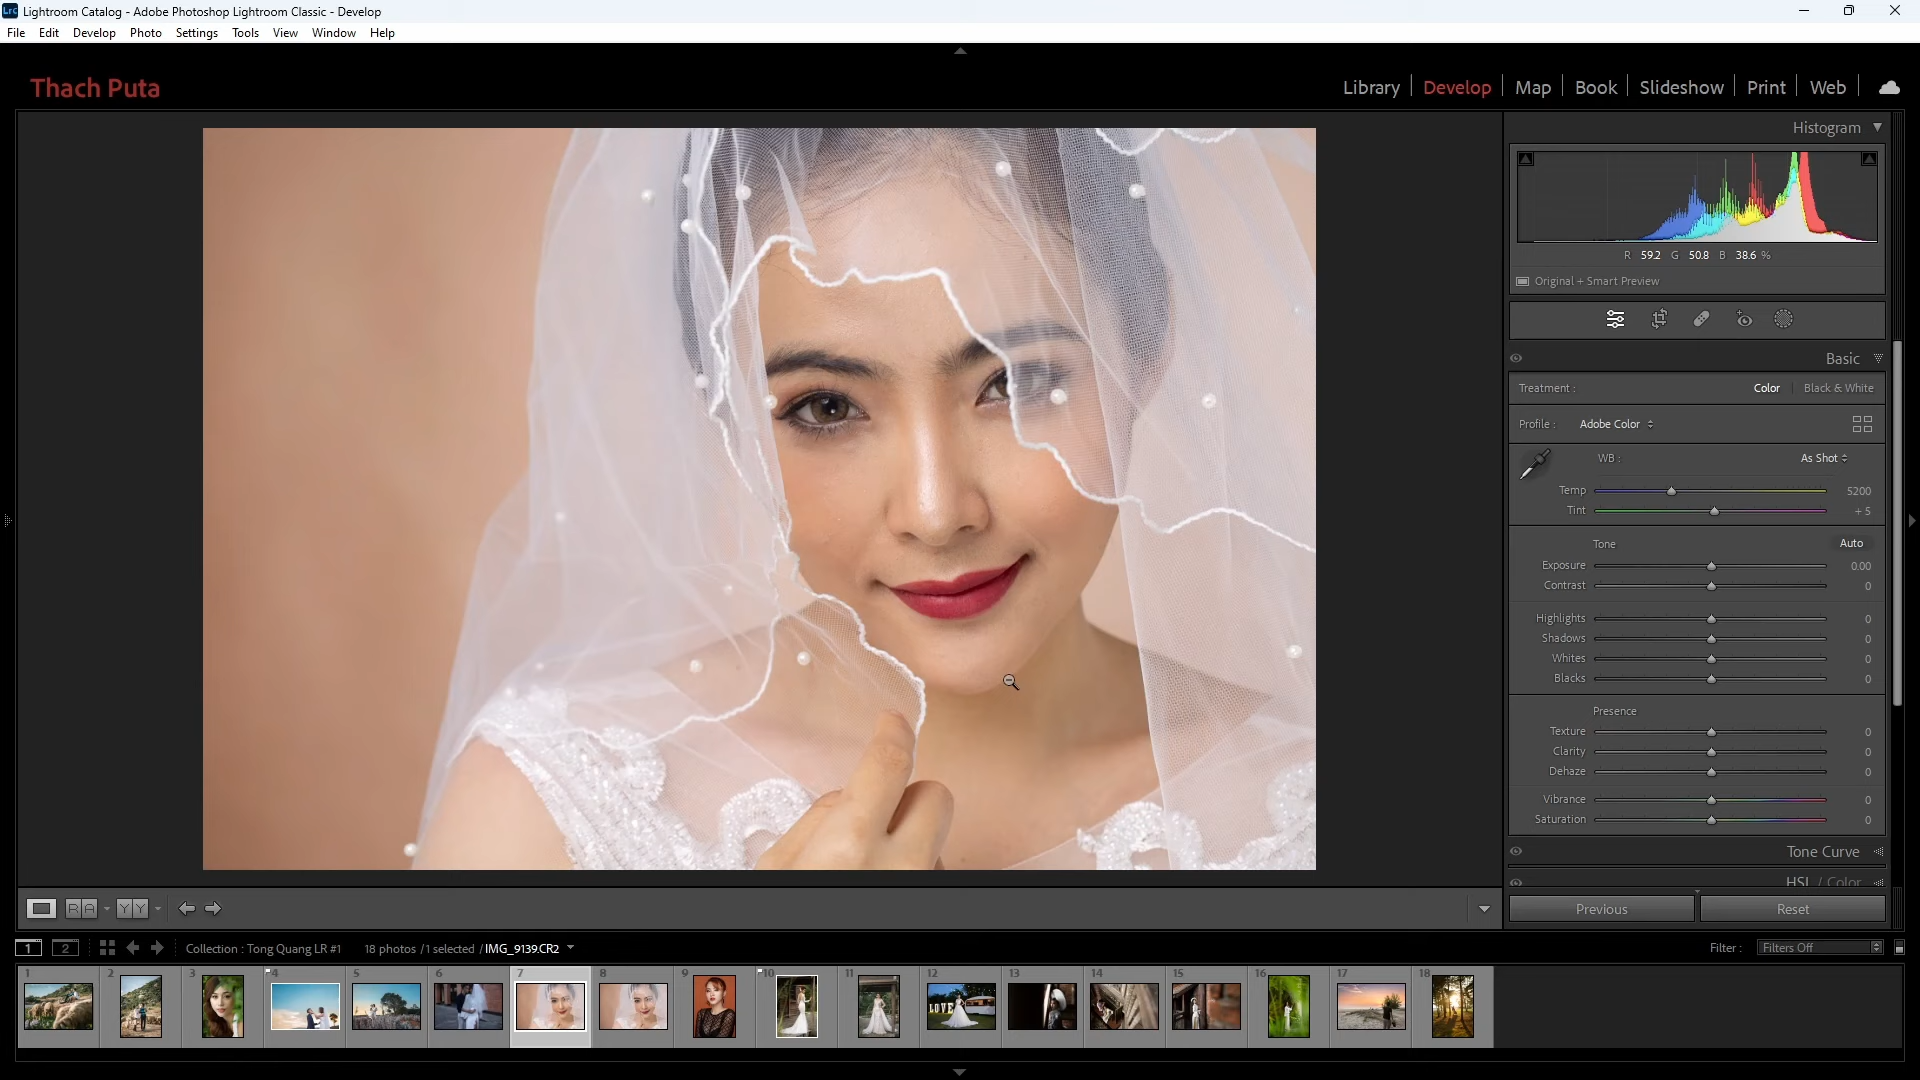 Lrc Lightroom Catalog - Adobe Photoshop Lightroom Classic - Develop
File Edit Develop Photo Settings Tools View Window Help
Thach Puta
Library Develop Map Book Slideshow Print Web
Histogram
R 59.2 G 50.8 B 38.6 %
Original + Smart Preview
Basic
Treatment : Color Black & White
Profile : Adobe Color
WB : As Shot
Temp 5200
Tint + 5
Tone Auto
Exposure 0.00
Contrast 0
Highlights 0
Shadows 0
Whites 0
Blacks 0
Presence
Texture 0
Clarity 0
Dehaze 0
Vibrance 0
Saturation 0
Tone Curve
HSL / Color
R A Y Y
Previous Reset
1 2 Collection : Tong Quang LR #1 18 photos / 1 selected / IMG_9139.CR2 Filter : Filters Off
1 2 3 4 5 6 7 8 9 10 11 12 13 14 15 16 17 18
LOVE